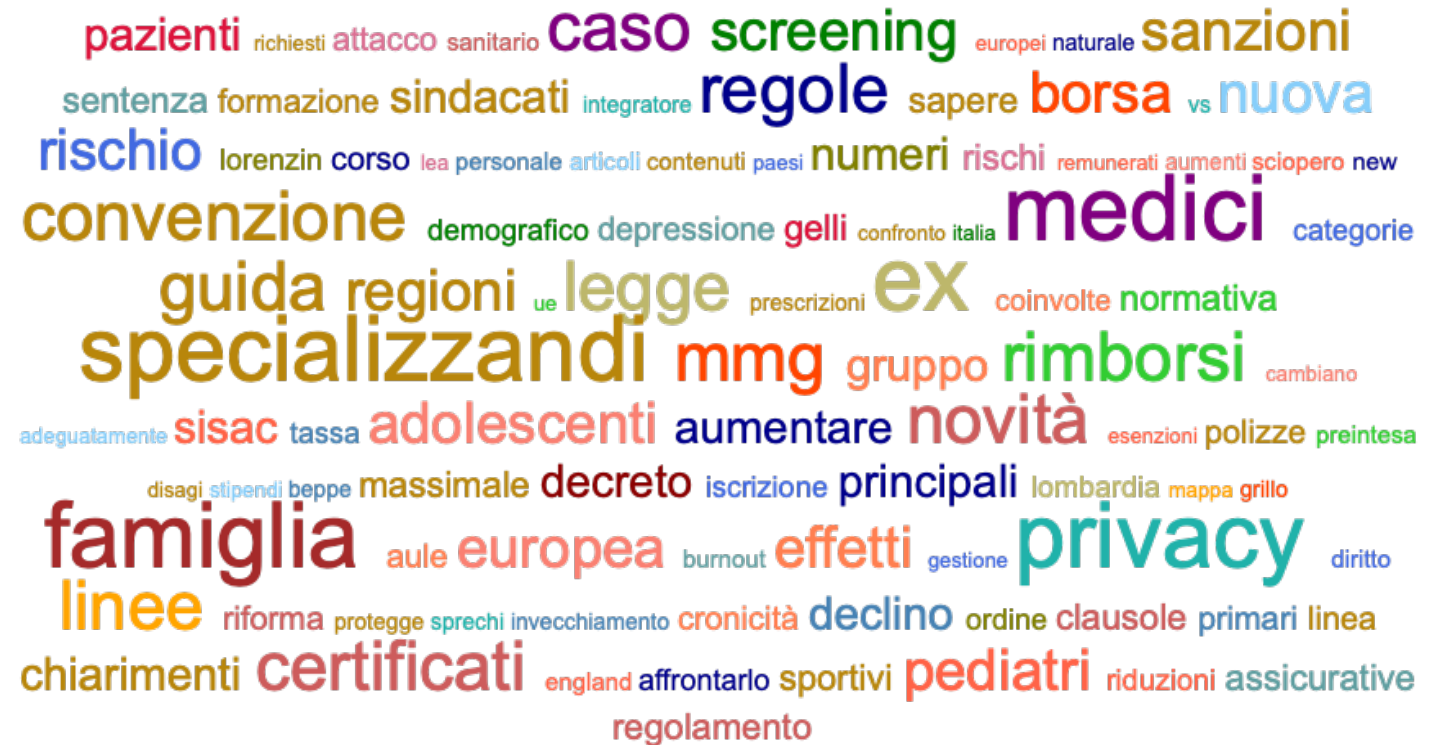 pazienti richiesti attacco sanitario caso screening europei naturale sanzioni
sentenza formazione sindacati integratore regole sapere borsa vs nuova
rischio lorenzin corso lea personale articoli contenuti paesi numeri rischi remunerati aumenti sciopero new
convenzione demografico depressione gelli confronto italia medici categorie
guida regioni ue legge prescrizioni ex coinvolte normativa
specializzandi mmg gruppo rimborsi cambiano
adeguatamente sisac tassa adolescenti aumentare novità esenzioni polizze preintesa
disagi stipendi beppe massimale decreto iscrizione principali lombardia mappa grillo
famiglia aule europea burnout effetti gestione privacy diritto
linee riforma protegge sprechi invecchiamento cronicità declino ordine clausole primari linea
chiarimenti certificati england affrontarlo sportivi pediatri riduzioni assicurative
regolamento